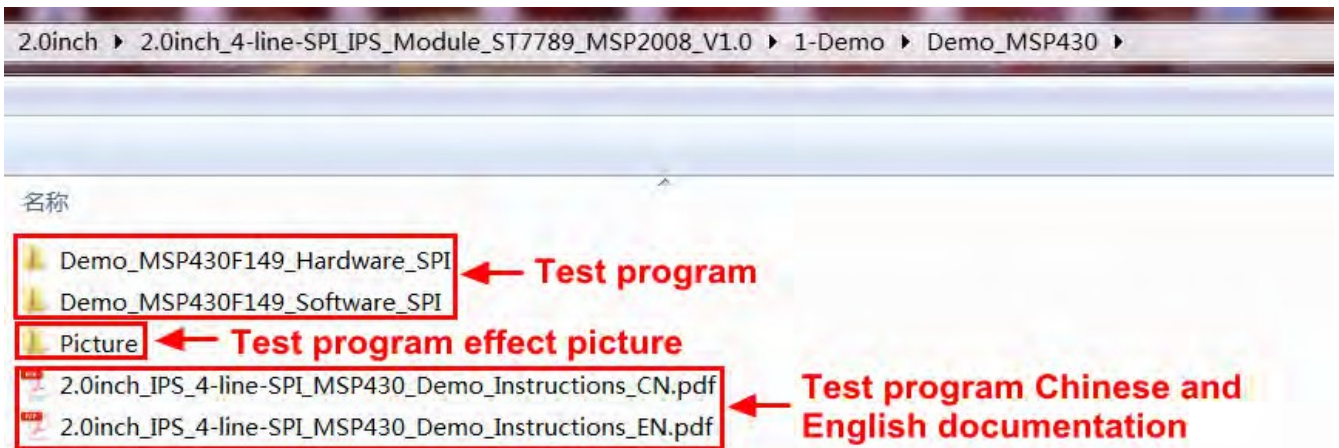 2.0inch ▸ 2.0inch_4-line-SPI_IPS_Module_ST7789_MSP2008_V1.0 ▸ 1-Demo ▸ Demo_MSP430 ▸
名称
Demo_MSP430F149_Hardware_SPI
Demo_MSP430F149_Software_SPI
Test program
Picture
Test program effect picture
2.0inch_IPS_4-line-SPI_MSP430_Demo_Instructions_CN.pdf
2.0inch_IPS_4-line-SPI_MSP430_Demo_Instructions_EN.pdf
Test program Chinese and
English documentation